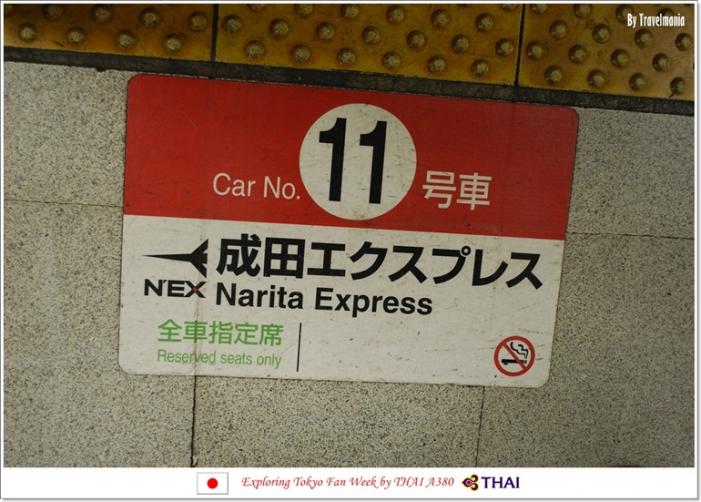 By Travelmania
Car No. 11 号車
成田エクスプレス
N'EX Narita Express
全車指定席
Reserved seats only
Exploring Tokyo Fan Week by THAI A380 THAI